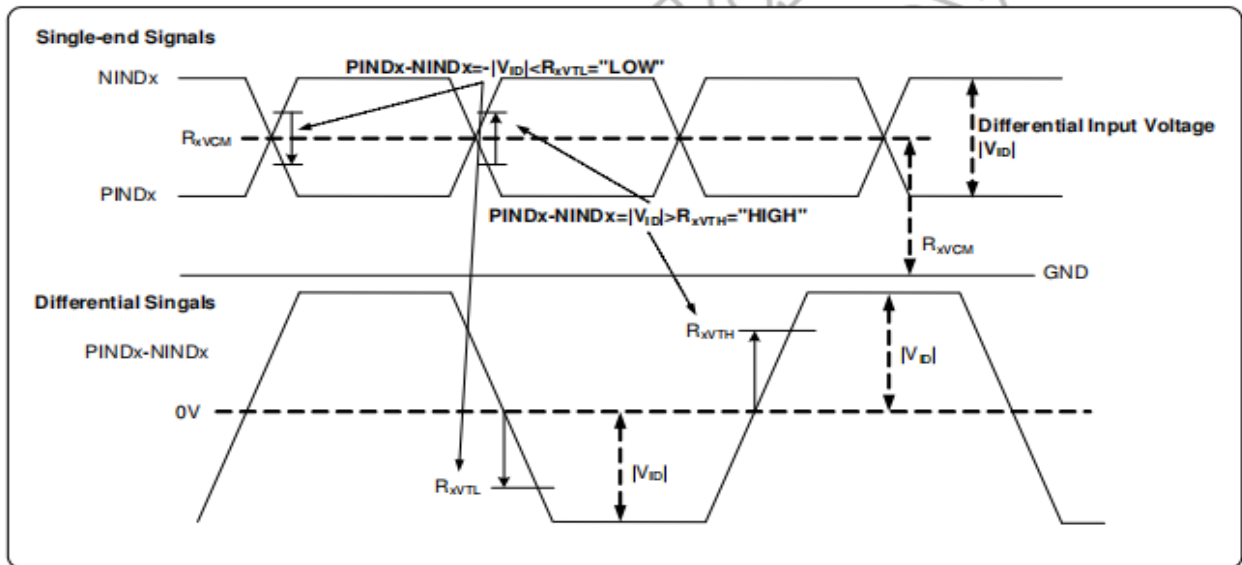 Single-end Signals
NINDx
PINDx-NINDx=-|VID|<RxVTL="LOW"
RxVCM
Differential Input Voltage
|VID|
PINDx
PINDx-NINDx=|VID|>RxVTH="HIGH"
RxVCM
GND
Differential Singals
PINDx-NINDx
RxVTH
|VID|
0V
RxVTL
|VID|